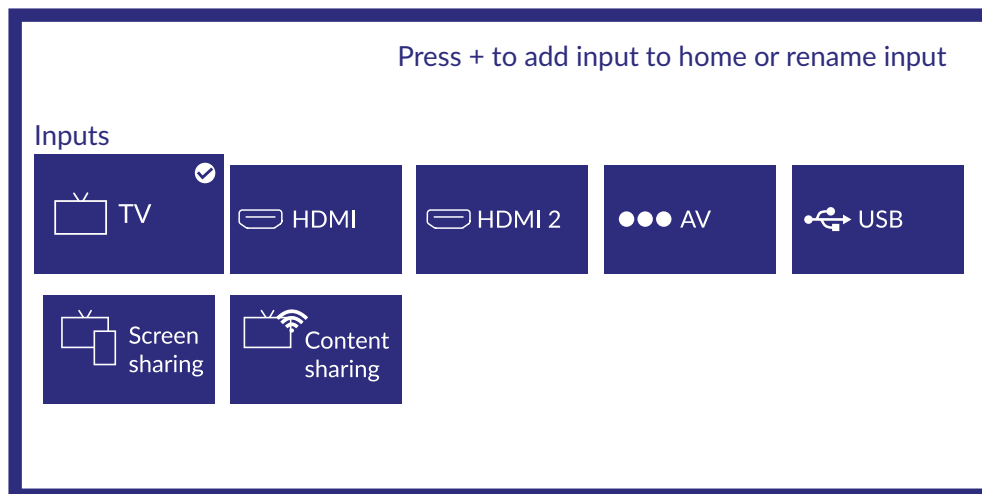 Press + to add input to home or rename input
Inputs
TV
HDMI
HDMI 2
AV
USB
Screen
sharing
Content
sharing